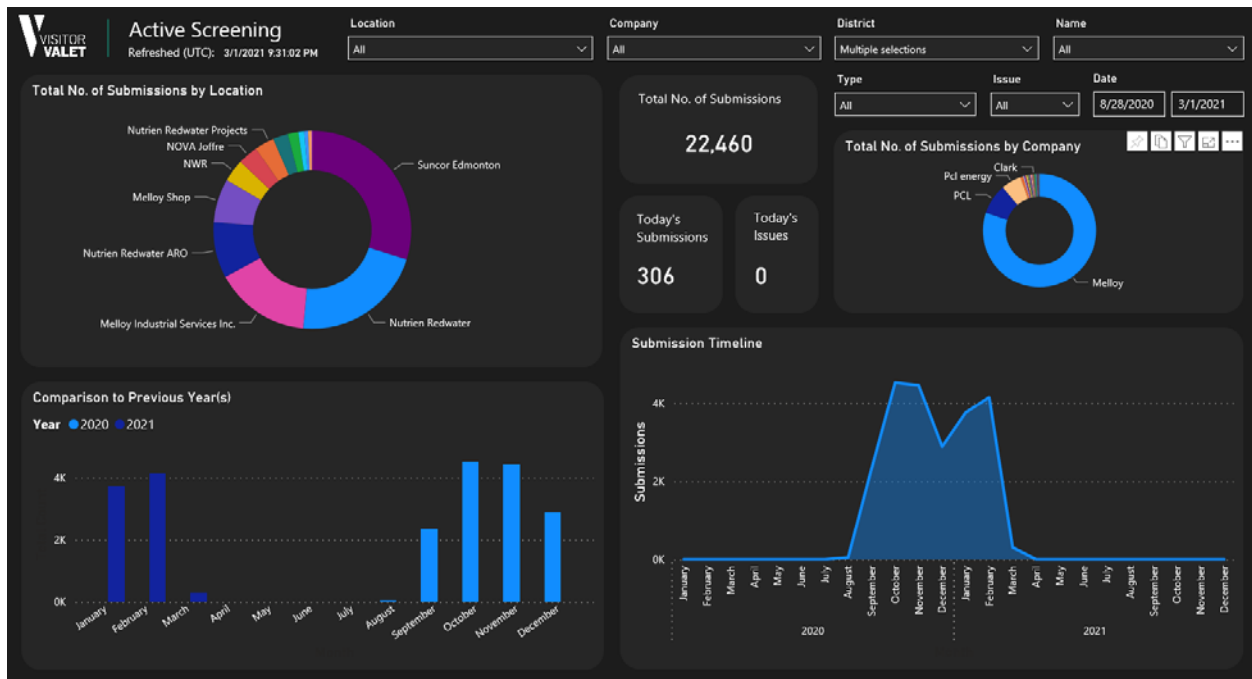 VISITOR
VALET
Active Screening
Refreshed (UTC): 3/1/2021 9:31:02 PM
Location
All
Company
All
District
Multiple selections
Name
All
Type
All
Issue
All
Date
8/28/2020
3/1/2021
Total No. of Submissions by Location
Nutrien Redwater Projects
NOVA Joffre
NWR
Melloy Shop
Nutrien Redwater ARO
Melloy Industrial Services Inc.
Suncor Edmonton
Nutrien Redwater
Total No. of Submissions
22,460
Today's
Submissions
306
Today's
Issues
0
Total No. of Submissions by Company
Clark
Pcl energy
PCL
Melloy
Comparison to Previous Year(s)
Year 2020 2021
4K
2K
0K
January February March April May June July August September October November December
Submission Timeline
Submissions
4K
2K
0K
January February March April May June July August September October November December January February March April May June July August September October November December
2020 2021